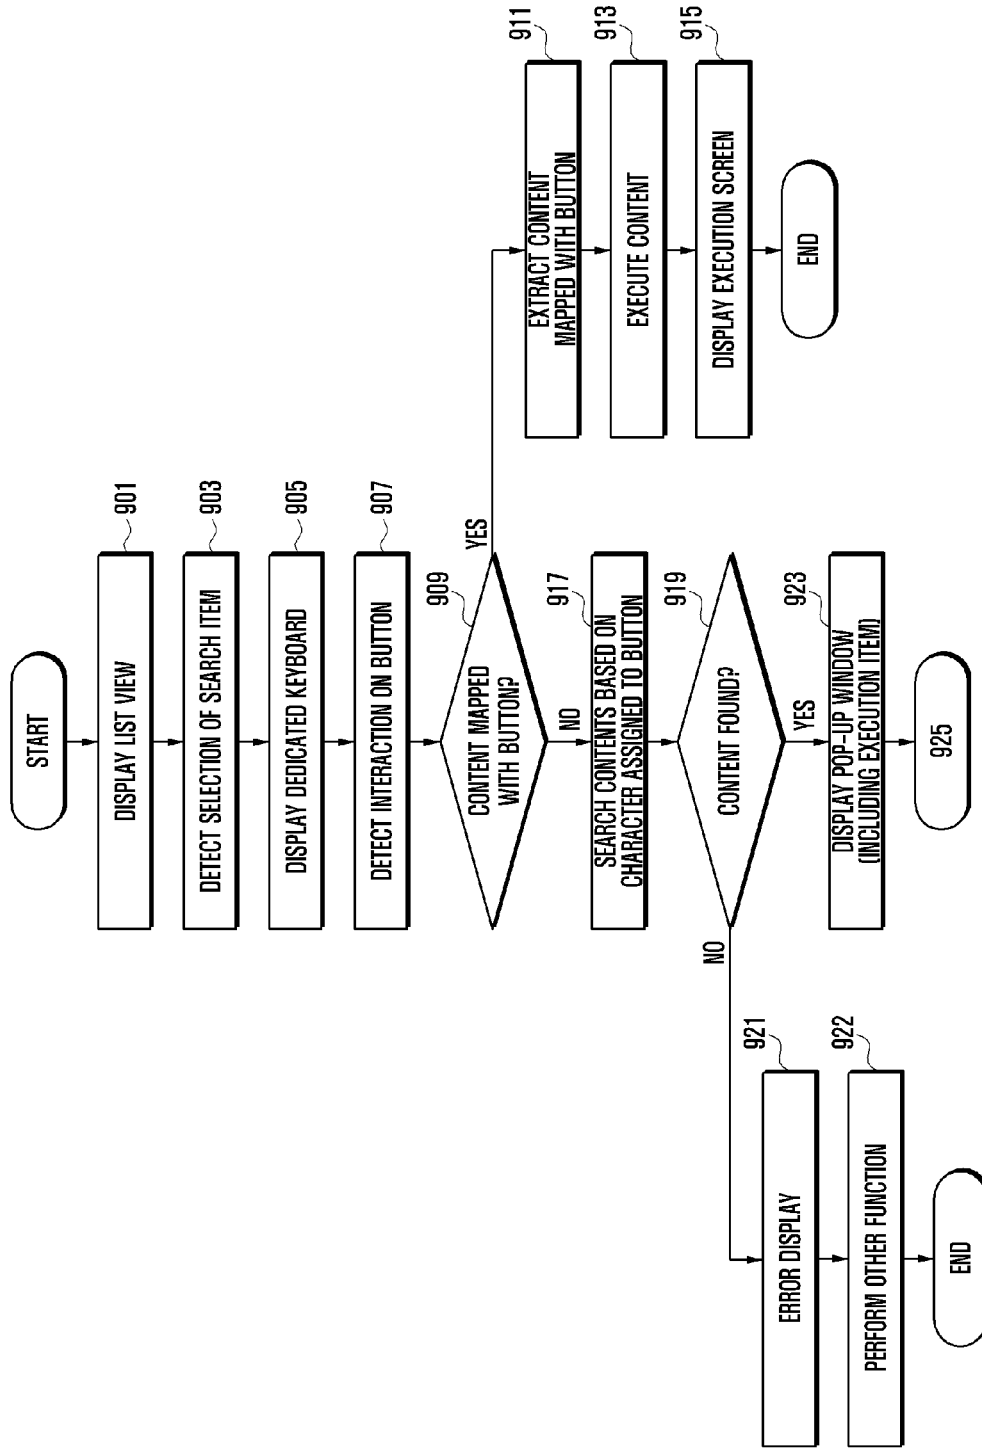 START
901
DISPLAY LIST VIEW
903
DETECT SELECTION OF SEARCH ITEM
905
DISPLAY DEDICATED KEYBOARD
907
DETECT INTERACTION ON BUTTON
909
CONTENT MAPPED
WITH BUTTON?
YES
NO
911
EXTRACT CONTENT
MAPPED WITH BUTTON
913
EXECUTE CONTENT
915
DISPLAY EXECUTION SCREEN
END
917
SEARCH CONTENTS BASED ON
CHARACTER ASSIGNED TO BUTTON
919
CONTENT FOUND?
NO
YES
921
ERROR DISPLAY
922
PERFORM OTHER FUNCTION
END
923
DISPLAY POP-UP WINDOW
(INCLUDING EXECUTION ITEM)
925